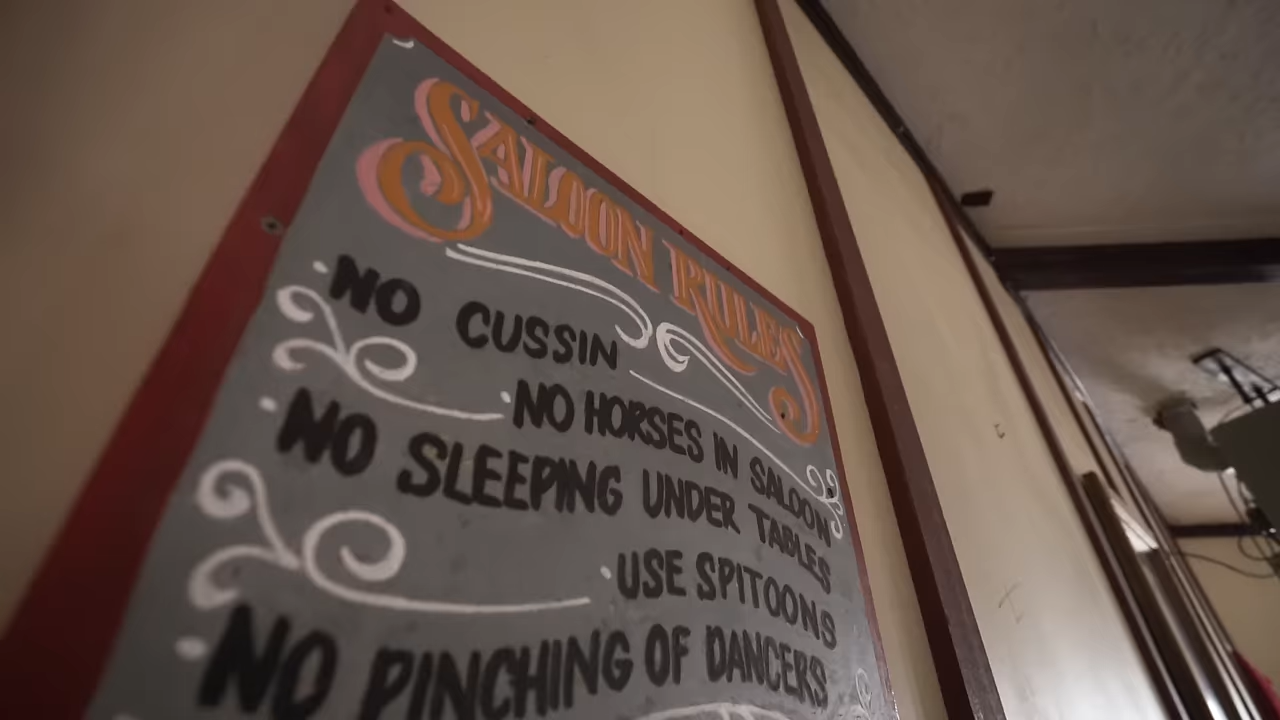 SALOON RULES
NO CUSSIN
NO HORSES IN SALOON
NO SLEEPING UNDER TABLES
USE SPITOONS
NO PINCHING OF DANCERS